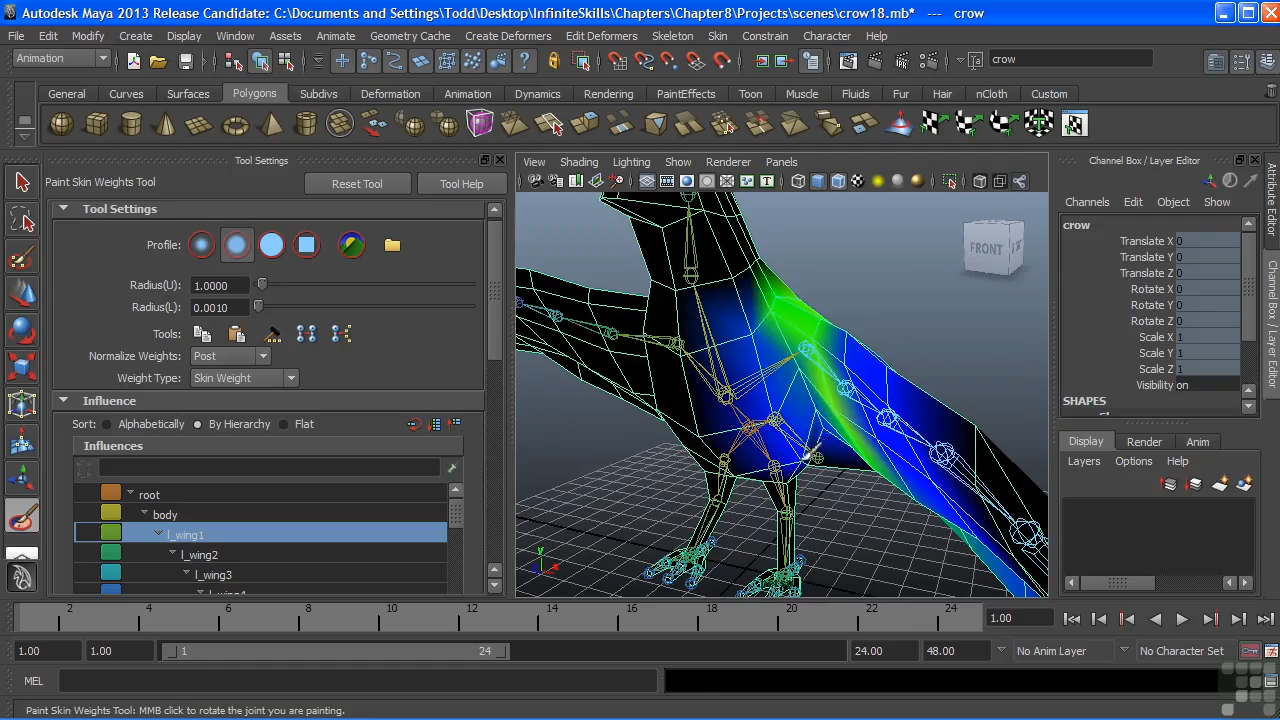 Autodesk Maya 2013 Release Candidate: C:\Documents and Settings\Todd\Desktop\InfiniteSkills\Chapters\Chapter8\Projects\scenes\crow18.mb* --- crow
File Edit Modify Create Display Window Assets Animate Geometry Cache Create Deformers Edit Deformers Skeleton Skin Constrain Character Help
Animation
crow
General Curves Surfaces Polygons Subdivs Deformation Animation Dynamics Rendering PaintEffects Toon Muscle Fluids Fur Hair nCloth Custom
Tool Settings
Paint Skin Weights Tool
Reset Tool
Tool Help
Tool Settings
Profile:
Radius(U): 1.0000
Radius(L): 0.0010
Tools:
Normalize Weights: Post
Weight Type: Skin Weight
Influence
Sort: Alphabetically By Hierarchy Flat
Influences
root
body
l_wing1
l_wing2
l_wing3
View Shading Lighting Show Renderer Panels
FRONT
y
x
Channel Box / Layer Editor
Channels Edit Object Show
crow
Translate X 0
Translate Y 0
Translate Z 0
Rotate X 0
Rotate Y 0
Rotate Z 0
Scale X 1
Scale Y 1
Scale Z 1
Visibility on
SHAPES
Display Render Anim
Layers Options Help
Attribute Editor
Channel Box / Layer Editor
2 4 6 8 10 12 14 16 18 20 22 24
1.00
1.00 1.00 1 24 24.00 48.00 No Anim Layer No Character Set
MEL
Paint Skin Weights Tool: MMB click to rotate the joint you are painting.